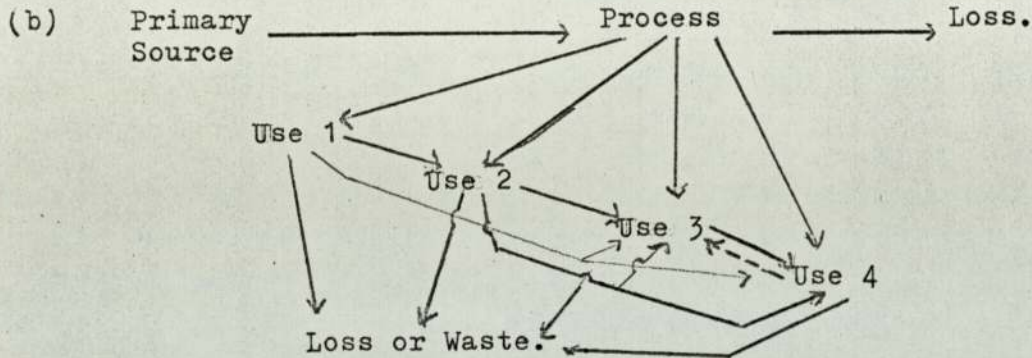 (b) Primary Source Process Loss.
Use 1
Use 2
Use 3
Use 4
Loss or Waste.